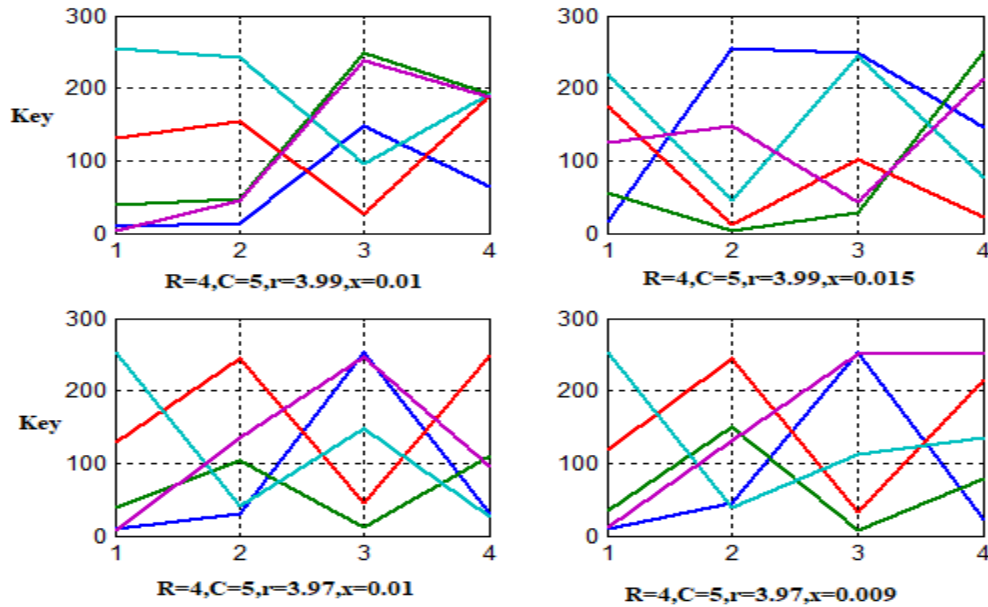 300
200
100
0
Key
1 2 3 4
R=4,C=5,r=3.99,x=0.01
300
200
100
0
1 2 3 4
R=4,C=5,r=3.99,x=0.015
300
200
100
0
Key
1 2 3 4
R=4,C=5,r=3.97,x=0.01
300
200
100
0
1 2 3 4
R=4,C=5,r=3.97,x=0.009